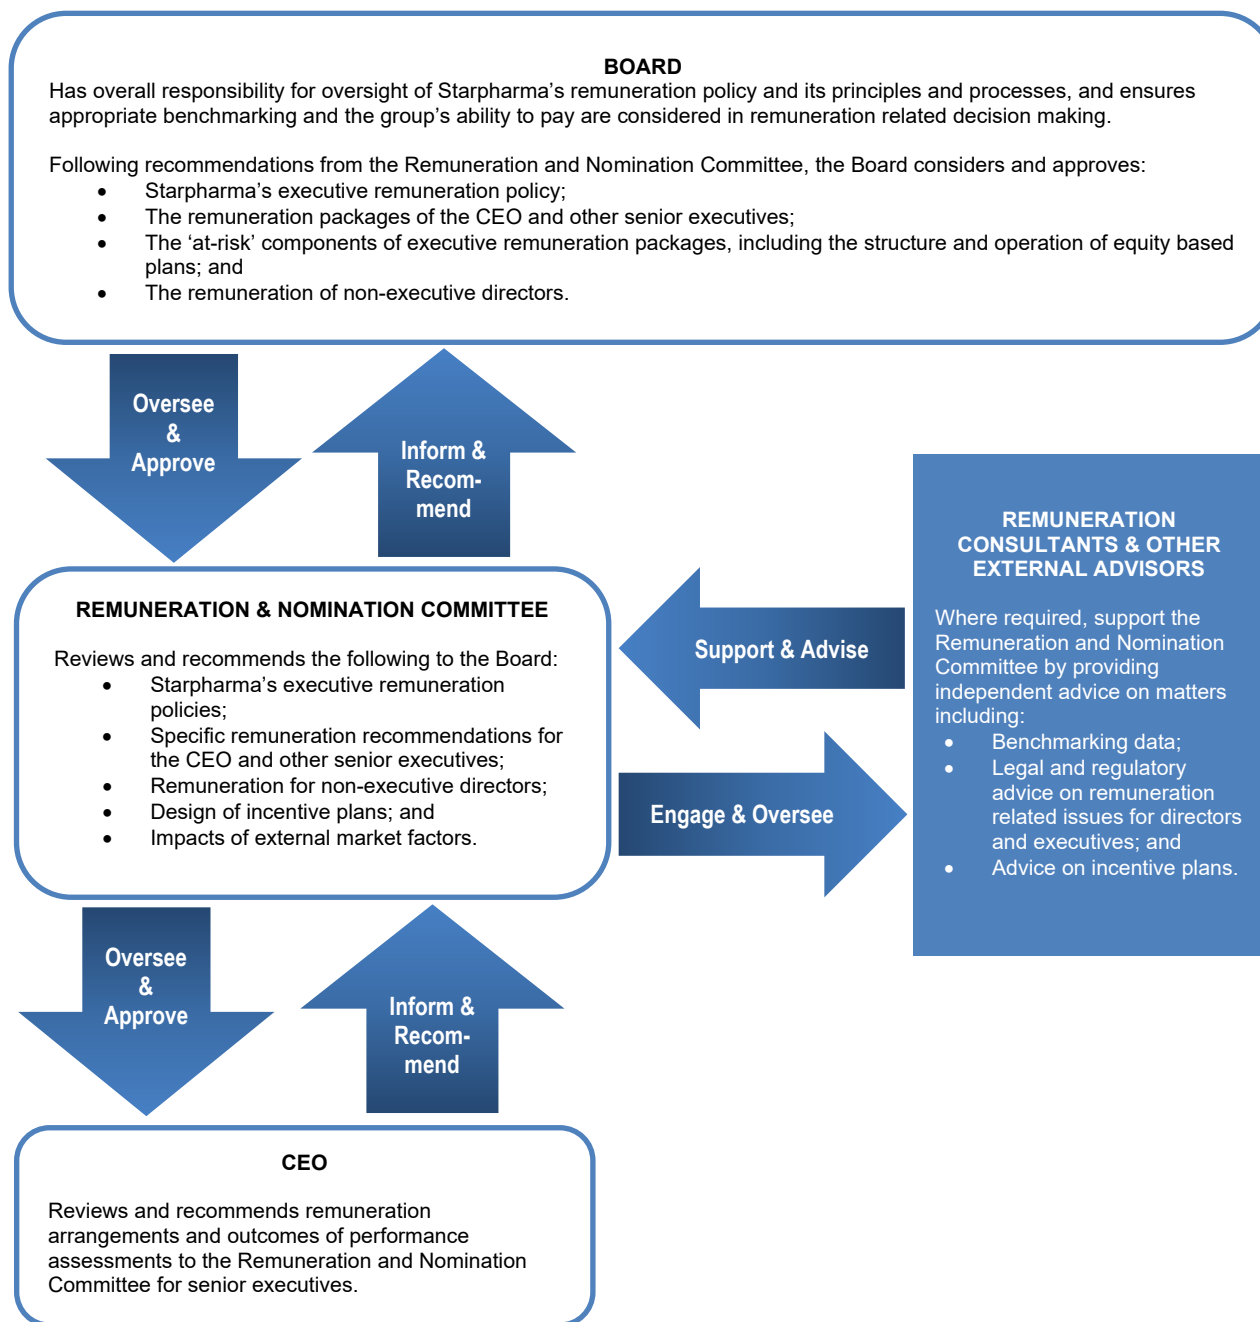 BOARD
Has overall responsibility for oversight of Starpharma’s remuneration policy and its principles and processes, and ensures
appropriate benchmarking and the group’s ability to pay are considered in remuneration related decision making.
Following recommendations from the Remuneration and Nomination Committee, the Board considers and approves:
• Starpharma’s executive remuneration policy;
• The remuneration packages of the CEO and other senior executives;
• The ‘at-risk’ components of executive remuneration packages, including the structure and operation of equity based
plans; and
• The remuneration of non-executive directors.
Oversee
&
Approve
Inform &
Recom-
mend
REMUNERATION & NOMINATION COMMITTEE
Reviews and recommends the following to the Board:
• Starpharma’s executive remuneration
policies;
• Specific remuneration recommendations for
the CEO and other senior executives;
• Remuneration for non-executive directors;
• Design of incentive plans; and
• Impacts of external market factors.
Support & Advise
Engage & Oversee
REMUNERATION
CONSULTANTS & OTHER
EXTERNAL ADVISORS
Where required, support the
Remuneration and Nomination
Committee by providing
independent advice on matters
including:
• Benchmarking data;
• Legal and regulatory
advice on remuneration
related issues for directors
and executives; and
• Advice on incentive plans.
Oversee
&
Approve
Inform &
Recom-
mend
CEO
Reviews and recommends remuneration
arrangements and outcomes of performance
assessments to the Remuneration and Nomination
Committee for senior executives.